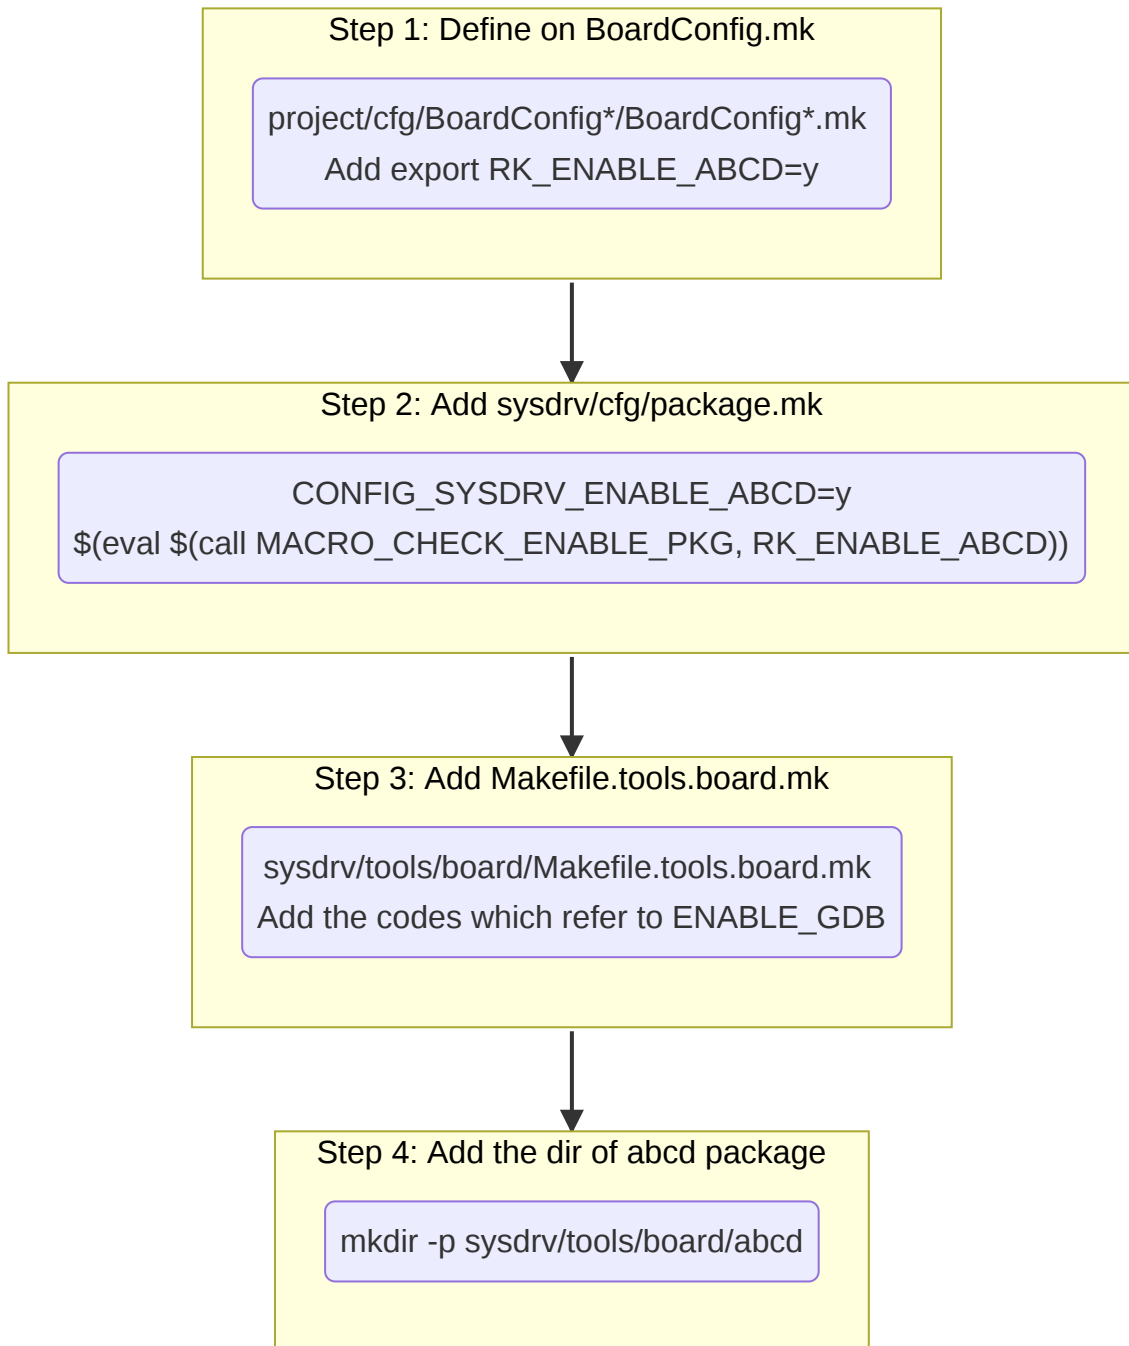 Step 1: Define on BoardConfig.mk
project/cfg/BoardConfig*/BoardConfig*.mk
Add export RK_ENABLE_ABCD=y
Step 2: Add sysdrv/cfg/package.mk
CONFIG_SYSDRV_ENABLE_ABCD=y
$(eval $(call MACRO_CHECK_ENABLE_PKG, RK_ENABLE_ABCD))
Step 3: Add Makefile.tools.board.mk
sysdrv/tools/board/Makefile.tools.board.mk
Add the codes which refer to ENABLE_GDB
Step 4: Add the dir of abcd package
mkdir -p sysdrv/tools/board/abcd